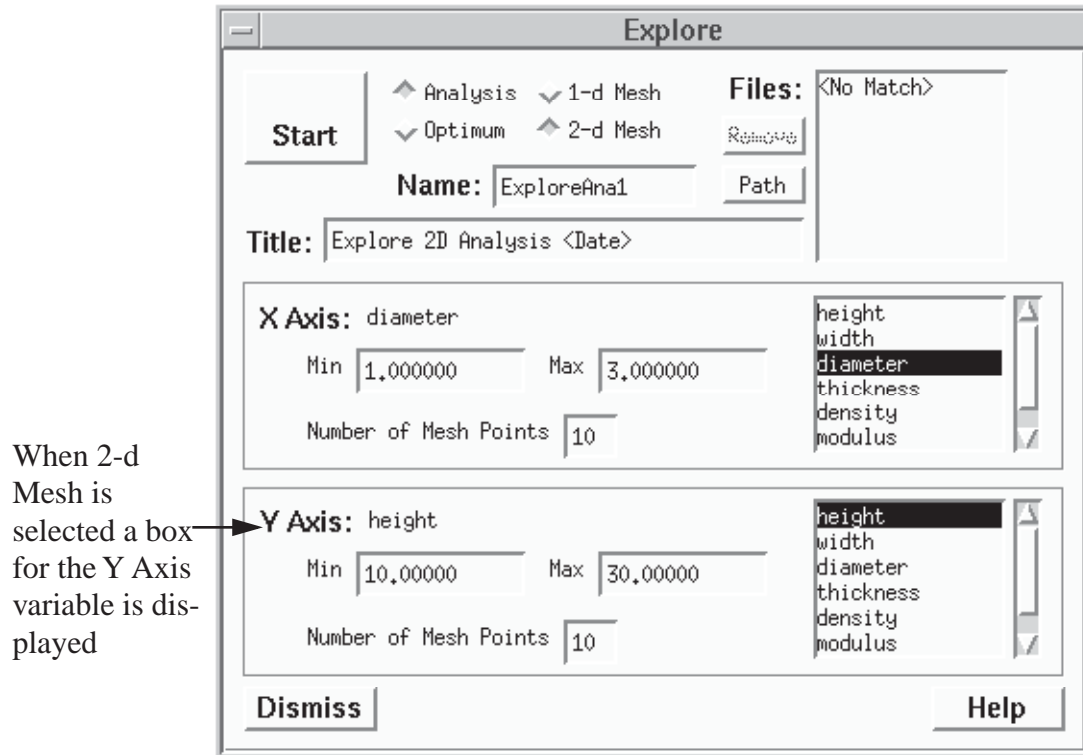 Explore
Start
Analysis 1-d Mesh
Optimum 2-d Mesh
Name: ExploreAna1
Files: <No Match>
Remove
Path
Title: Explore 2D Analysis <Date>
X Axis: diameter
Min 1.000000 Max 3.000000
Number of Mesh Points 10
height
width
diameter
thickness
density
modulus
When 2-d
Mesh is
selected a box
for the Y Axis
variable is dis-
played
Y Axis: height
Min 10.00000 Max 30.00000
Number of Mesh Points 10
height
width
diameter
thickness
density
modulus
Dismiss
Help